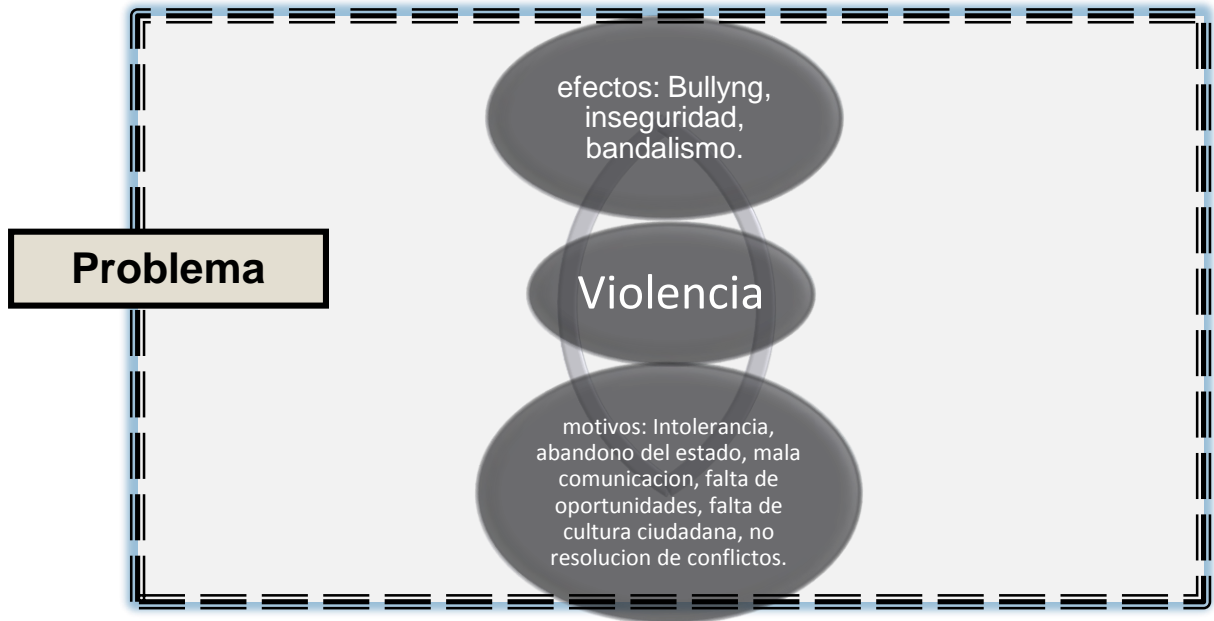 efectos: Bullyng,
inseguridad,
bandalismo.
Problema
Violencia
motivos: Intolerancia,
abandono del estado, mala
comunicacion, falta de
oportunidades, falta de
cultura ciudadana, no
resolucion de conflictos.